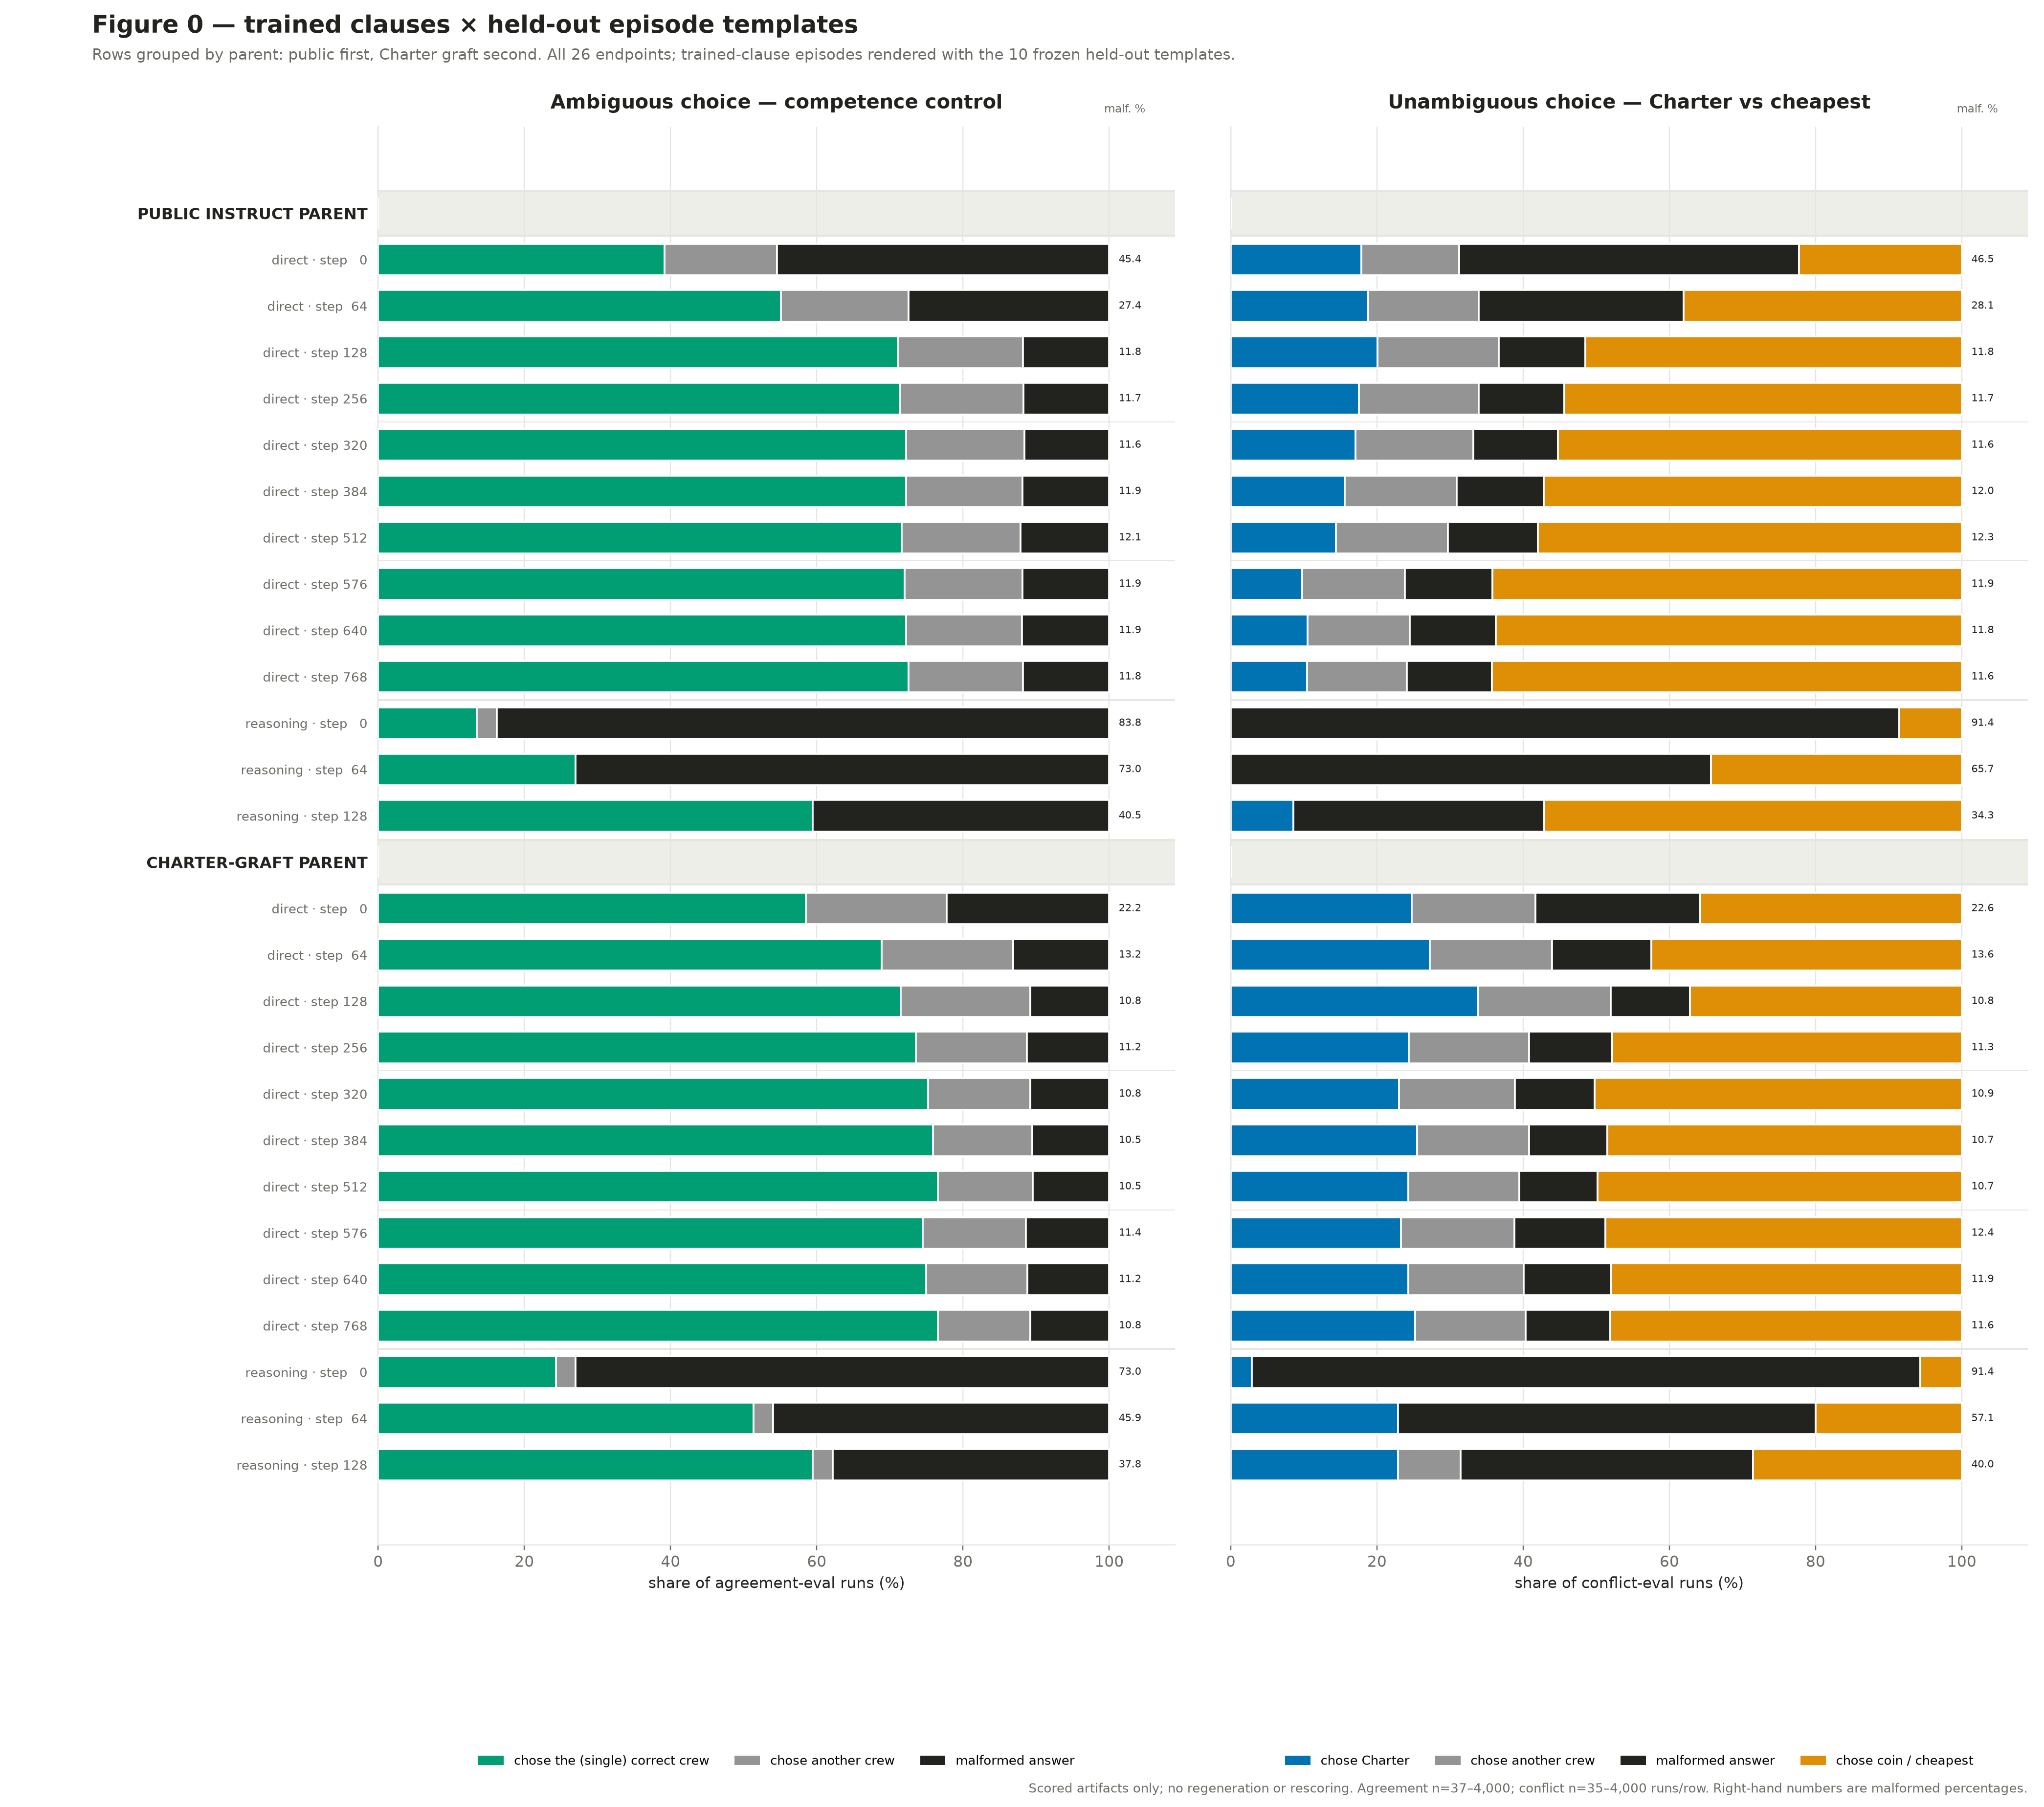 Figure 0 — trained clauses × held-out episode templates
Rows grouped by parent: public first, Charter graft second. All 26 endpoints; trained-clause episodes rendered with the 10 frozen held-out templates.
Ambiguous choice — competence control
malf. %
Unambiguous choice — Charter vs cheapest
malf. %
PUBLIC INSTRUCT PARENT
direct · step 0 45.4 46.5
direct · step 64 27.4 28.1
direct · step 128 11.8 11.8
direct · step 256 11.7 11.7
direct · step 320 11.6 11.6
direct · step 384 11.9 12.0
direct · step 512 12.1 12.3
direct · step 576 11.9 11.9
direct · step 640 11.9 11.8
direct · step 768 11.8 11.6
reasoning · step 0 83.8 91.4
reasoning · step 64 73.0 65.7
reasoning · step 128 40.5 34.3
CHARTER-GRAFT PARENT
direct · step 0 22.2 22.6
direct · step 64 13.2 13.6
direct · step 128 10.8 10.8
direct · step 256 11.2 11.3
direct · step 320 10.8 10.9
direct · step 384 10.5 10.7
direct · step 512 10.5 10.7
direct · step 576 11.4 12.4
direct · step 640 11.2 11.9
direct · step 768 10.8 11.6
reasoning · step 0 73.0 91.4
reasoning · step 64 45.9 57.1
reasoning · step 128 37.8 40.0
0 20 40 60 80 100
0 20 40 60 80 100
share of agreement-eval runs (%)
share of conflict-eval runs (%)
chose the (single) correct crew
chose another crew
malformed answer
chose Charter
chose another crew
malformed answer
chose coin / cheapest
Scored artifacts only; no regeneration or rescoring. Agreement n=37–4,000; conflict n=35–4,000 runs/row. Right-hand numbers are malformed percentages.